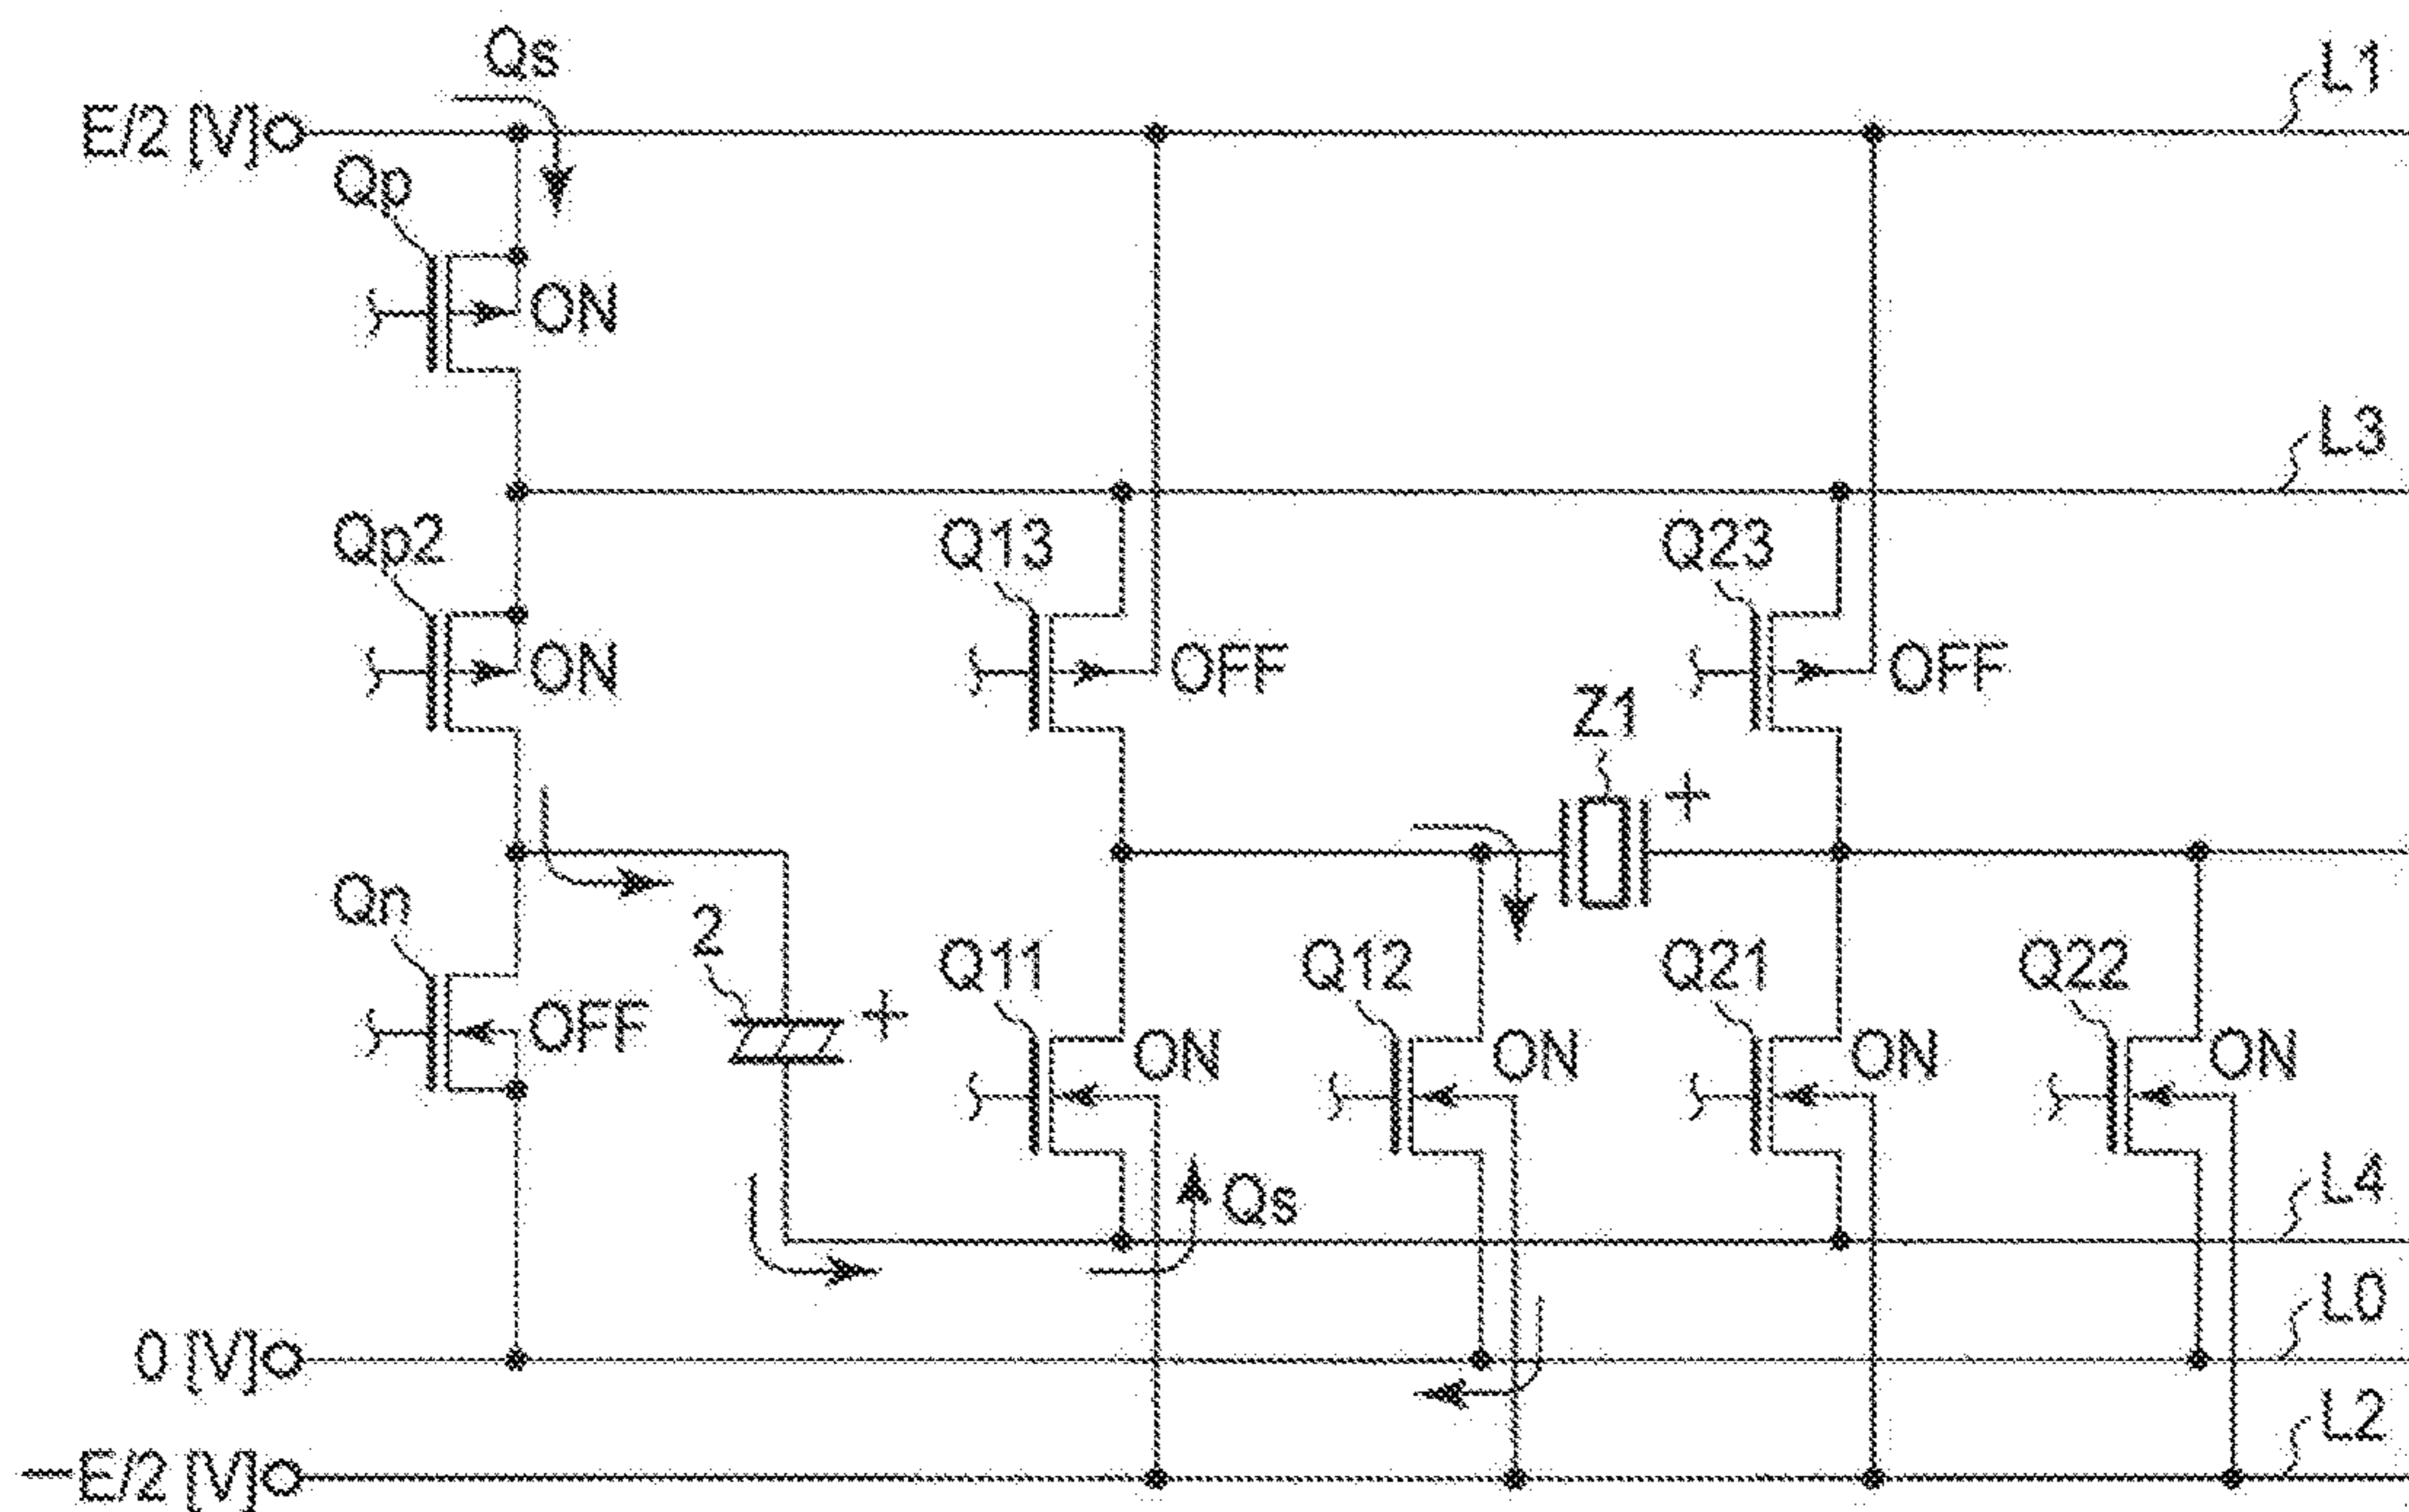 Qs
L1
E/2 [V]
Qp
ON
L3
Qp2
Q13
Q23
ON
OFF
OFF
Z1
+
Qn
2
Q11
Q12
Q21
Q22
OFF
+
ON
ON
ON
ON
Qs
L4
L0
0 [V]
L2
—E/2 [V]